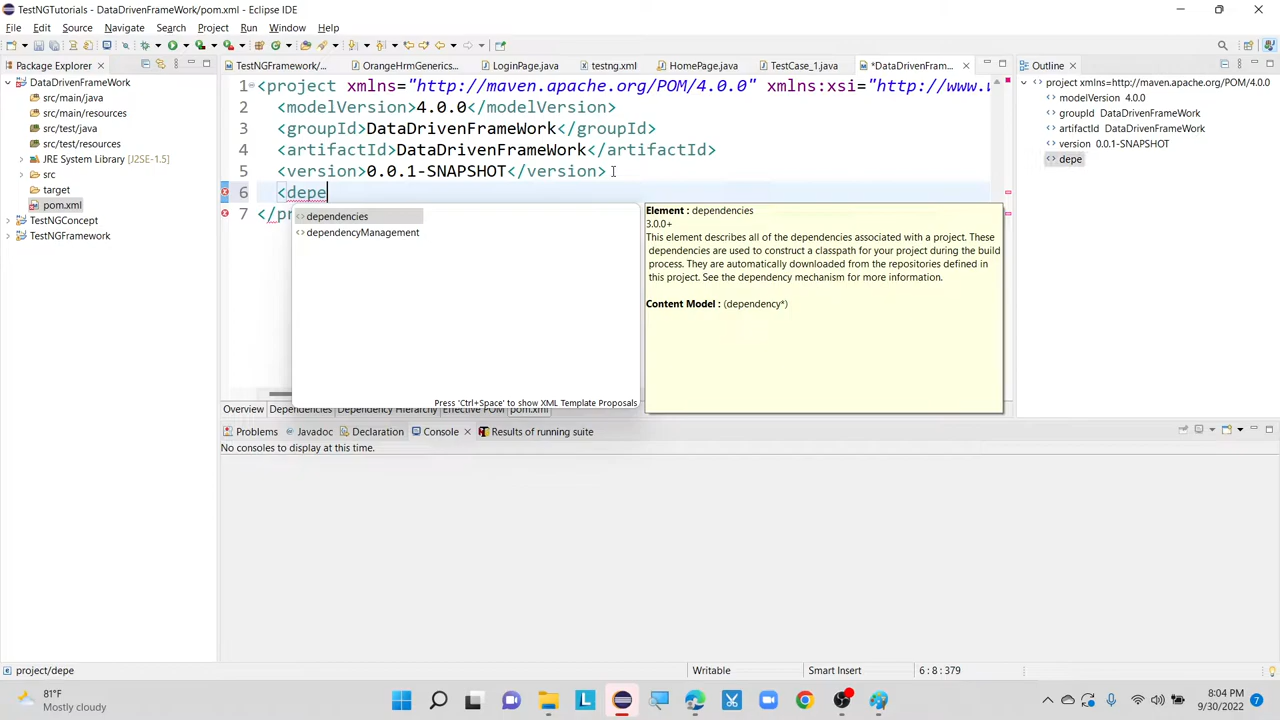 TestNGTutorials - DataDrivenFrameWork/pom.xml - Eclipse IDE
File Edit Source Navigate Search Project Run Window Help
Package Explorer
TestNGFramework/... OrangeHrmGenerics... LoginPage.java testng.xml HomePage.java TestCase_1.java *DataDrivenFram...
Outline
DataDrivenFrameWork
src/main/java
src/main/resources
src/test/java
src/test/resources
JRE System Library [J2SE-1.5]
src
target
pom.xml
TestNGConcept
TestNGFramework
1 <project xmlns="http://maven.apache.org/POM/4.0.0" xmlns:xsi="http://www.w
2 <modelVersion>4.0.0</modelVersion>
3 <groupId>DataDrivenFrameWork</groupId>
4 <artifactId>DataDrivenFrameWork</artifactId>
5 <version>0.0.1-SNAPSHOT</version>
6 <depe
7 </pr
dependencies
dependencyManagement
Press 'Ctrl+Space' to show XML Template Proposals
Element : dependencies
3.0.0+
This element describes all of the dependencies associated with a project. These
dependencies are used to construct a classpath for your project during the build
process. They are automatically downloaded from the repositories defined in
this project. See the dependency mechanism for more information.
Content Model : (dependency*)
project xmlns=http://maven.apache.org/POM/4.0.0
modelVersion 4.0.0
groupId DataDrivenFrameWork
artifactId DataDrivenFrameWork
version 0.0.1-SNAPSHOT
depe
Overview Dependencies Dependency Hierarchy Effective POM pom.xml
Problems Javadoc Declaration Console Results of running suite
No consoles to display at this time.
project/depe
Writable
Smart Insert
6 : 8 : 379
81°F
Mostly cloudy
8:04 PM
9/30/2022
7